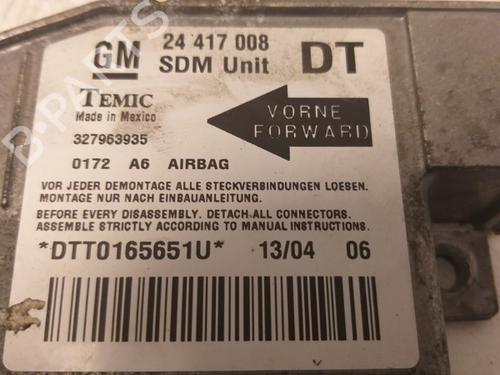 GM 24 417 008 DT
SDM Unit
TEMIC
Made in Mexico
327963935
VORNE
FORWARD
0172 A6 AIRBAG
VOR JEDER DEMONTAGE ALLE STECKVERBINDUNGEN LOESEN.
MONTAGE NUR NACH EINBAUANLEITUNG.
BEFORE EVERY DISASSEMBLY. DETACH ALL CONNECTORS.
ASSEMBLE STRICTLY ACCORDING TO MANUAL INSTRUCTIONS.
*DTT0165651U* 13/04 06
B-PARTS